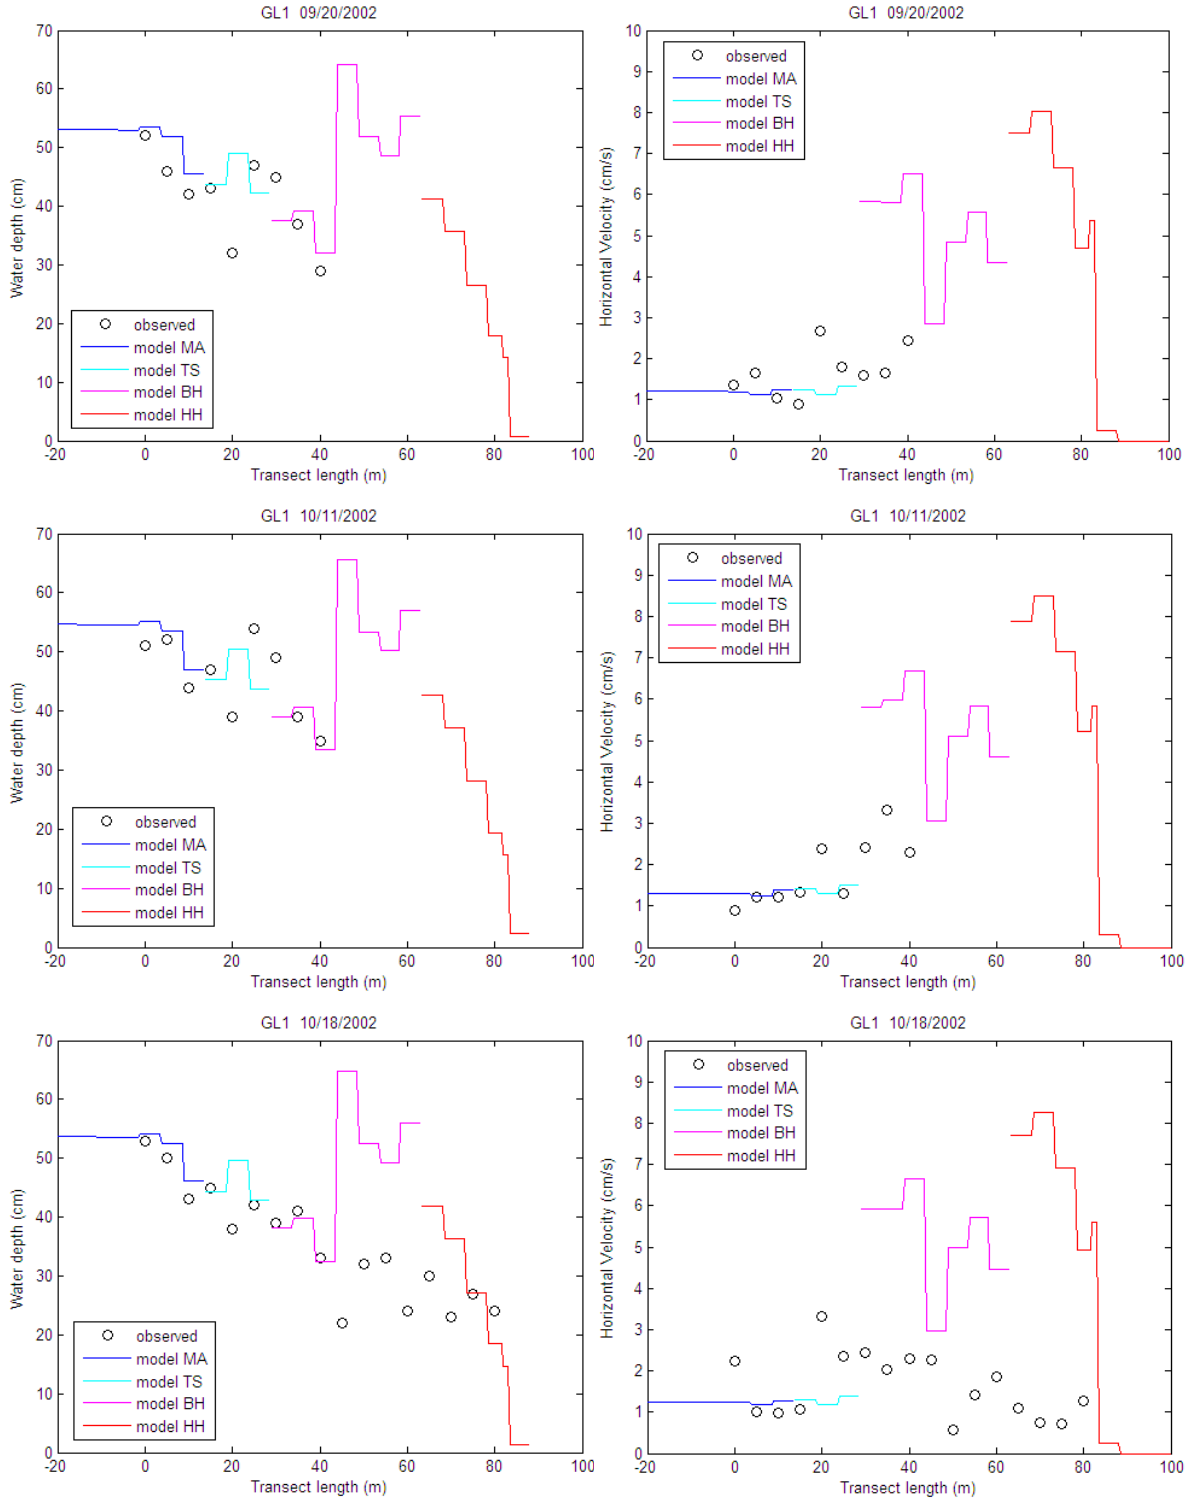 GL1 09/20/2002
70
60
50
40
30
20
10
0
Water depth (cm)
observed
model MA
model TS
model BH
model HH
-20 0 20 40 60 80 100
Transect length (m)
GL1 09/20/2002
10
9
8
7
6
5
4
3
2
1
0
Horizontal Velocity (cm/s)
observed
model MA
model TS
model BH
model HH
-20 0 20 40 60 80 100
Transect length (m)
GL1 10/11/2002
70
60
50
40
30
20
10
0
Water depth (cm)
observed
model MA
model TS
model BH
model HH
-20 0 20 40 60 80 100
Transect length (m)
GL1 10/11/2002
10
9
8
7
6
5
4
3
2
1
0
Horizontal Velocity (cm/s)
observed
model MA
model TS
model BH
model HH
-20 0 20 40 60 80 100
Transect length (m)
GL1 10/18/2002
70
60
50
40
30
20
10
0
Water depth (cm)
observed
model MA
model TS
model BH
model HH
-20 0 20 40 60 80 100
Transect length (m)
GL1 10/18/2002
10
9
8
7
6
5
4
3
2
1
0
Horizontal Velocity (cm/s)
observed
model MA
model TS
model BH
model HH
-20 0 20 40 60 80 100
Transect length (m)